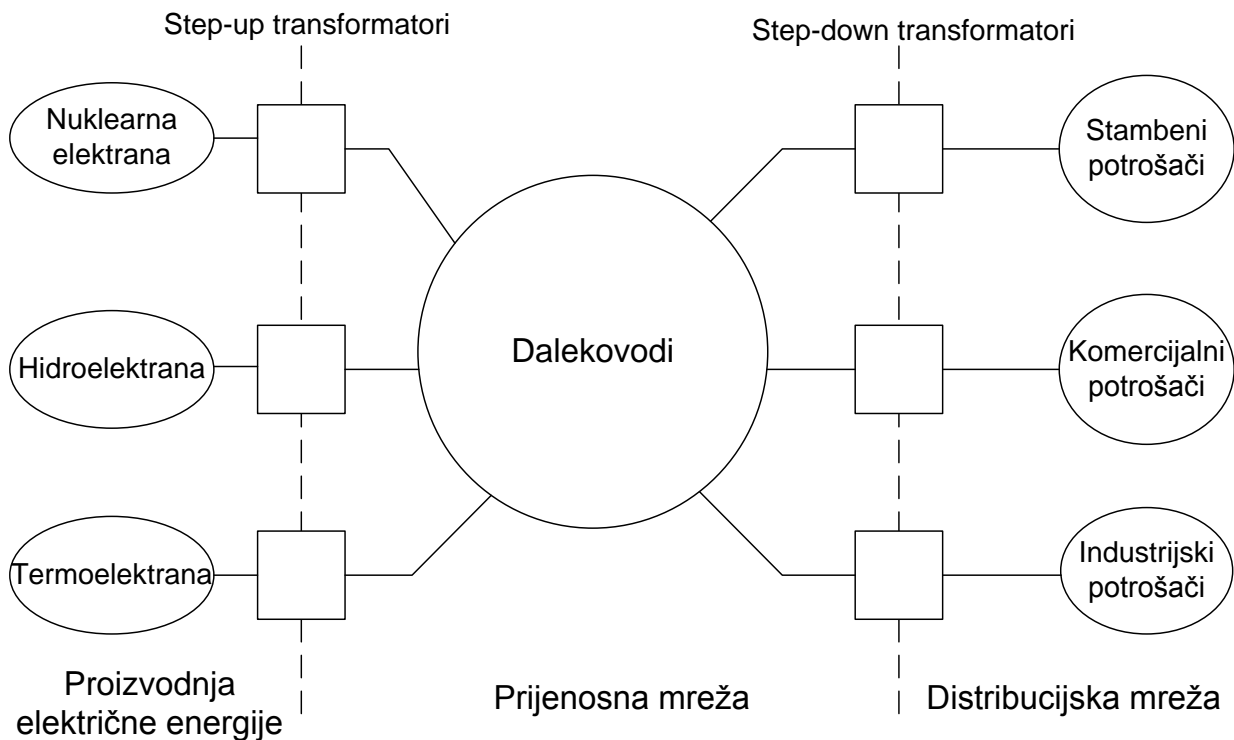 Step-up transformatori
Step-down transformatori
Nuklearna
elektrana
Stambeni
potrošači
Hidroelektrana
Dalekovodi
Komercijalni
potrošači
Termoelektrana
Industrijski
potrošači
Proizvodnja
električne energije
Prijenosna mreža
Distribucijska mreža